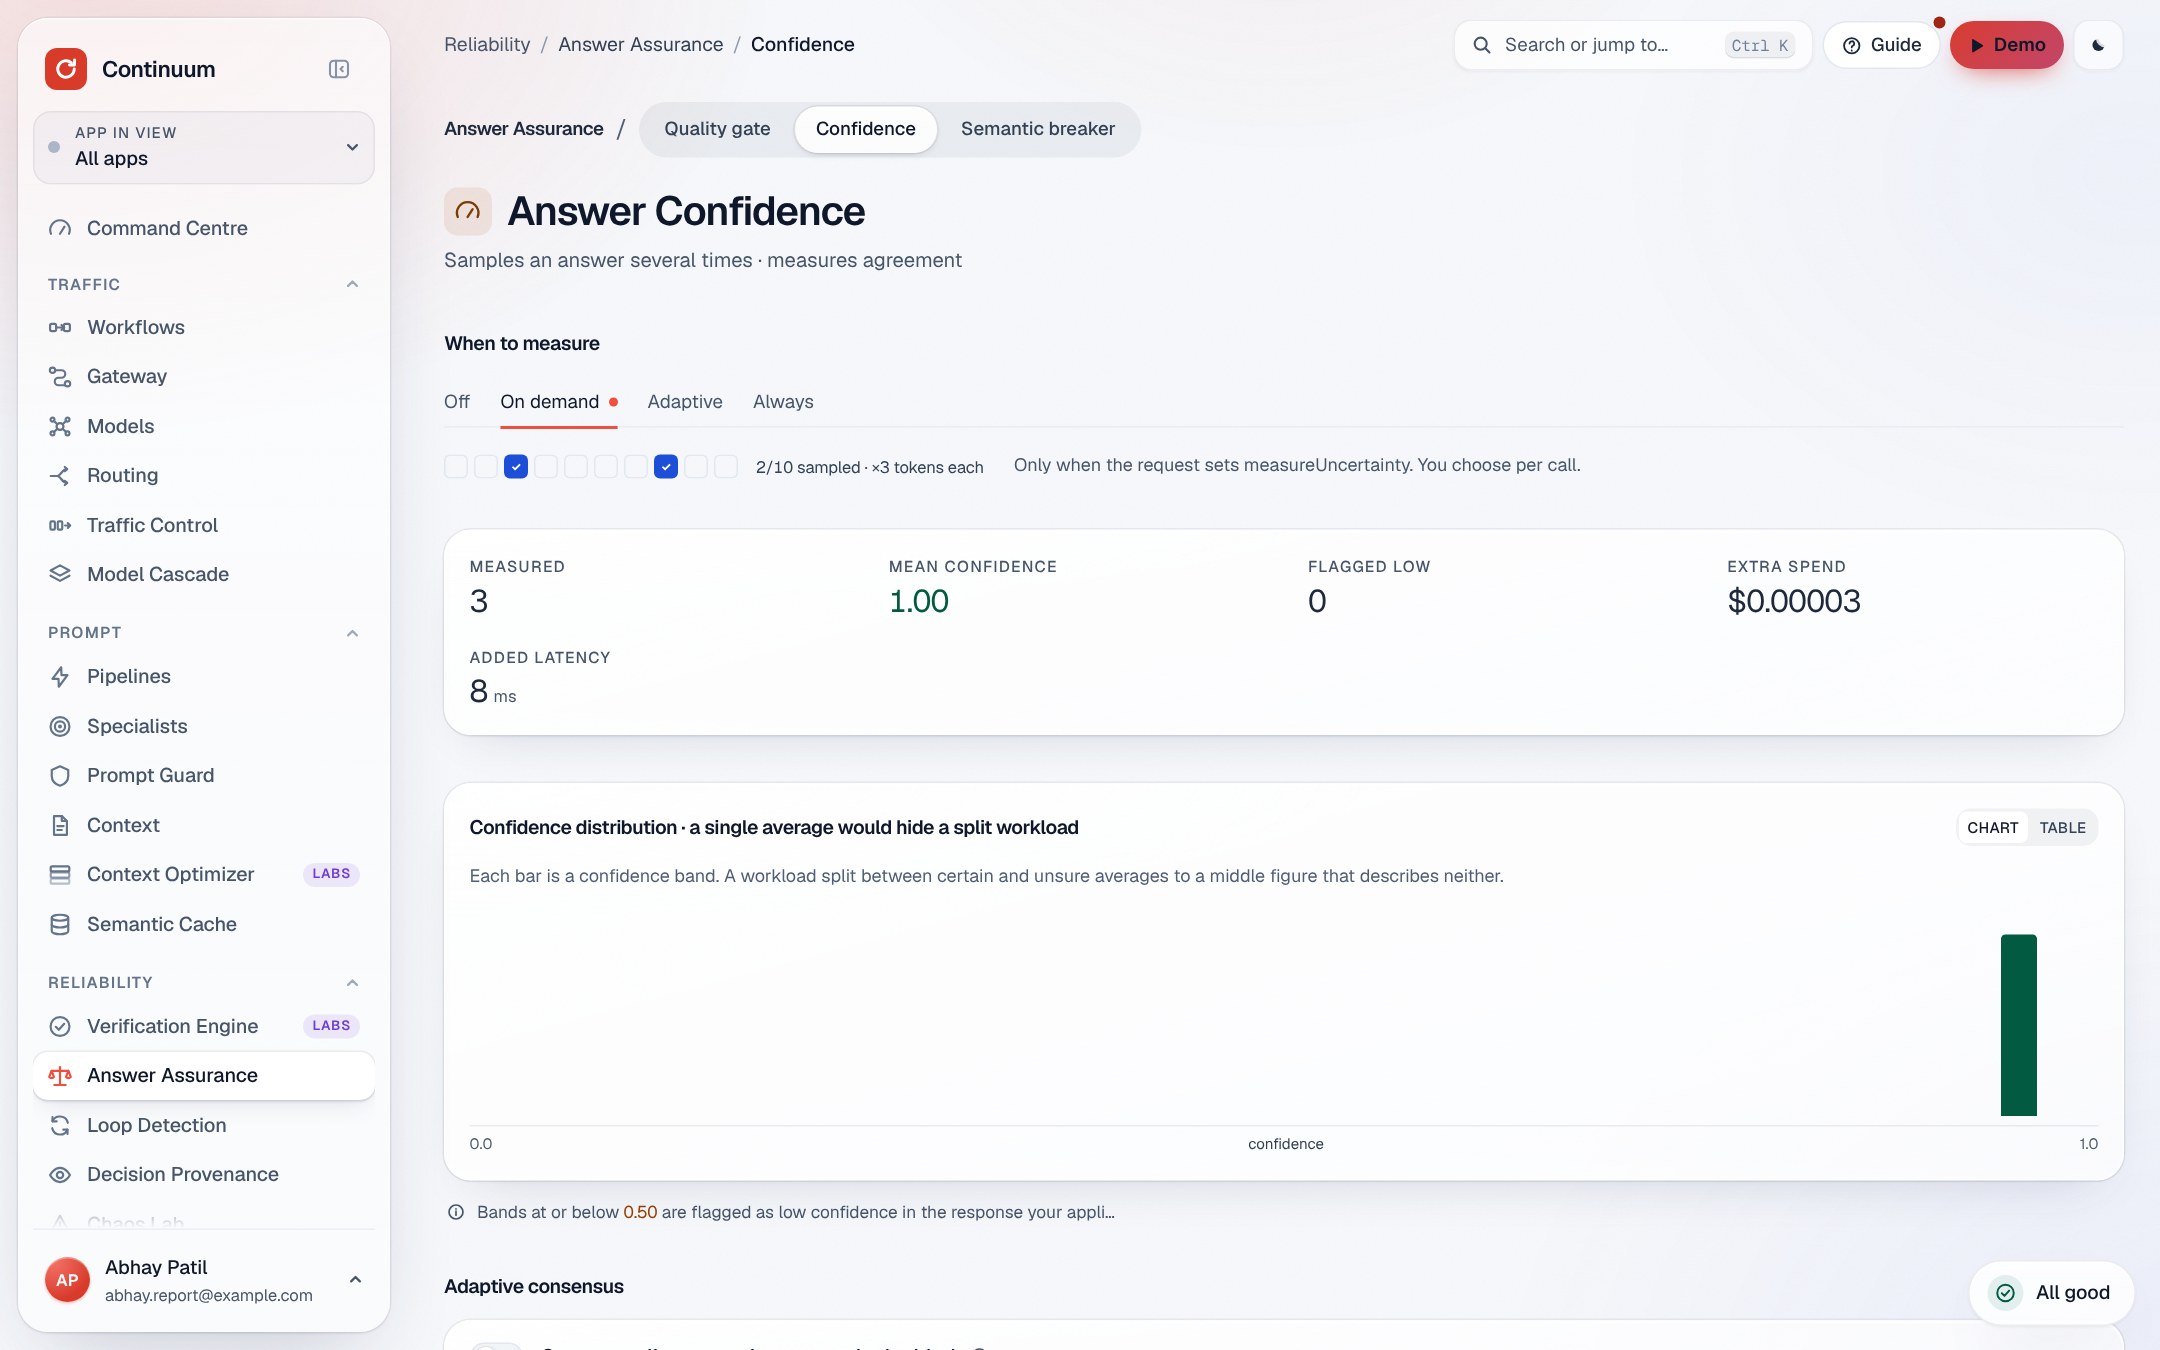 Continuum
APP IN VIEW
All apps
Command Centre
TRAFFIC
Workflows
Gateway
Models
Routing
Traffic Control
Model Cascade
PROMPT
Pipelines
Specialists
Prompt Guard
Context
Context Optimizer LABS
Semantic Cache
RELIABILITY
Verification Engine LABS
Answer Assurance
Loop Detection
Decision Provenance
Chaos Lab
AP
Abhay Patil
abhay.report@example.com
Reliability / Answer Assurance / Confidence
Search or jump to... Ctrl K
Guide
Demo
Answer Assurance / Quality gate Confidence Semantic breaker
Answer Confidence
Samples an answer several times · measures agreement
When to measure
Off On demand Adaptive Always
2/10 sampled · ×3 tokens each Only when the request sets measureUncertainty. You choose per call.
MEASURED
3
MEAN CONFIDENCE
1.00
FLAGGED LOW
0
EXTRA SPEND
$0.00003
ADDED LATENCY
8 ms
Confidence distribution · a single average would hide a split workload
CHART TABLE
Each bar is a confidence band. A workload split between certain and unsure averages to a middle figure that describes neither.
0.0 confidence 1.0
Bands at or below 0.50 are flagged as low confidence in the response your appli...
Adaptive consensus
All good